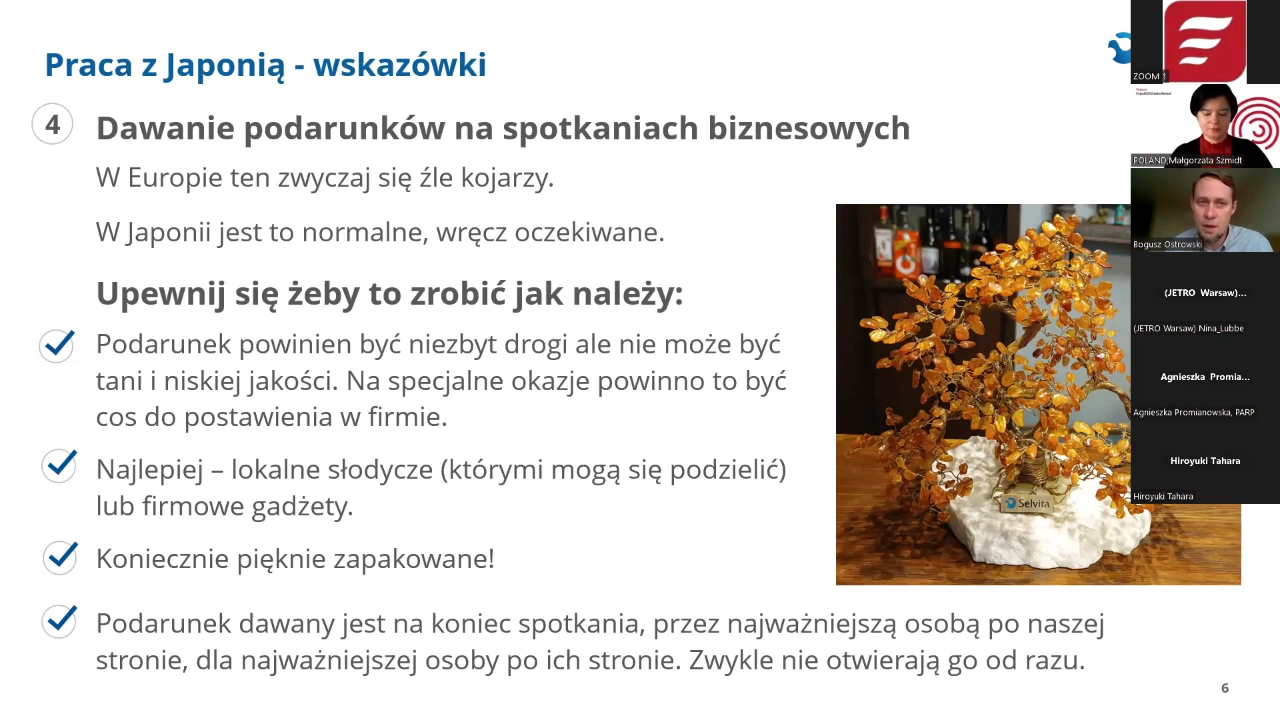 Praca z Japonią - wskazówki
4
Dawanie podarunków na spotkaniach biznesowych
W Europie ten zwyczaj się źle kojarzy.
W Japonii jest to normalne, wręcz oczekiwane.
Upewnij się żeby to zrobić jak należy:
Podarunek powinien być niezbyt drogi ale nie może być
tani i niskiej jakości. Na specjalne okazje powinno to być
cos do postawienia w firmie.
Najlepiej – lokalne słodycze (którymi mogą się podzielić)
lub firmowe gadżety.
Koniecznie pięknie zapakowane!
Podarunek dawany jest na koniec spotkania, przez najważniejszą osobą po naszej
stronie, dla najważniejszej osoby po ich stronie. Zwykle nie otwierają go od razu.
6
Selvita
ZOOM 1
POLAND_Małgorzata Szmidt
Bogusz Ostrowski
(JETRO Warsaw)...
(JETRO Warsaw) Nina_Lubbe
Agnieszka Promia...
Agnieszka Promianowska, PARP
Hiroyuki Tahara
Hiroyuki Tahara